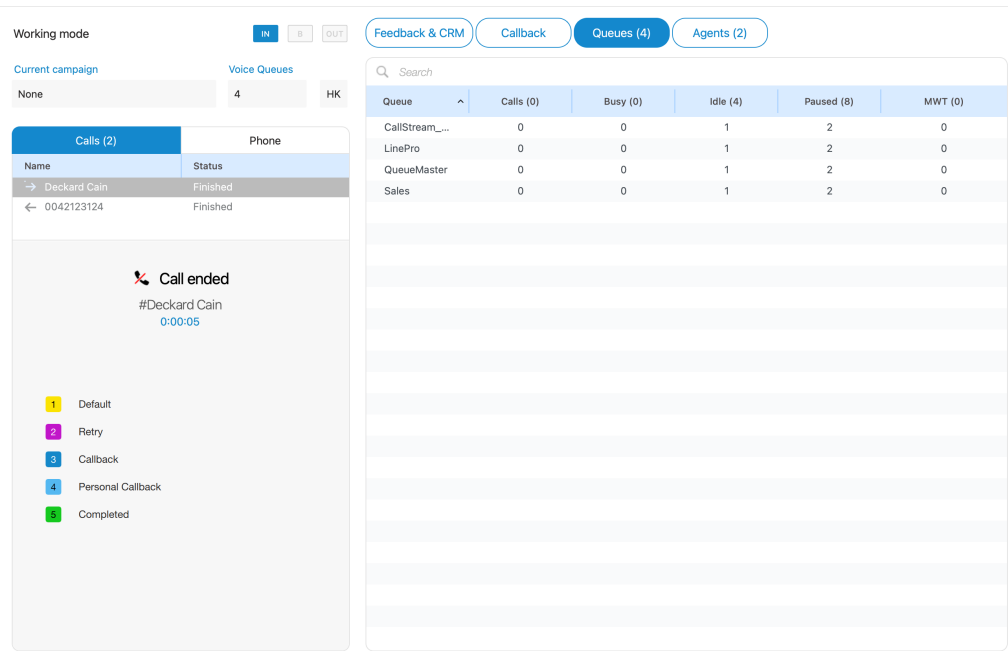 Working mode IN B OUT
Feedback & CRM Callback Queues (4) Agents (2)
Current campaign Voice Queues
None 4 HK
Search
Calls (2) Phone
Name Status
Deckard Cain Finished
0042123124 Finished
Queue Calls (0) Busy (0) Idle (4) Paused (8) MWT (0)
CallStream_... 0 0 1 2 0
LinePro 0 0 1 2 0
QueueMaster 0 0 1 2 0
Sales 0 0 1 2 0
Call ended
#Deckard Cain
0:00:05
1 Default
2 Retry
3 Callback
4 Personal Callback
5 Completed